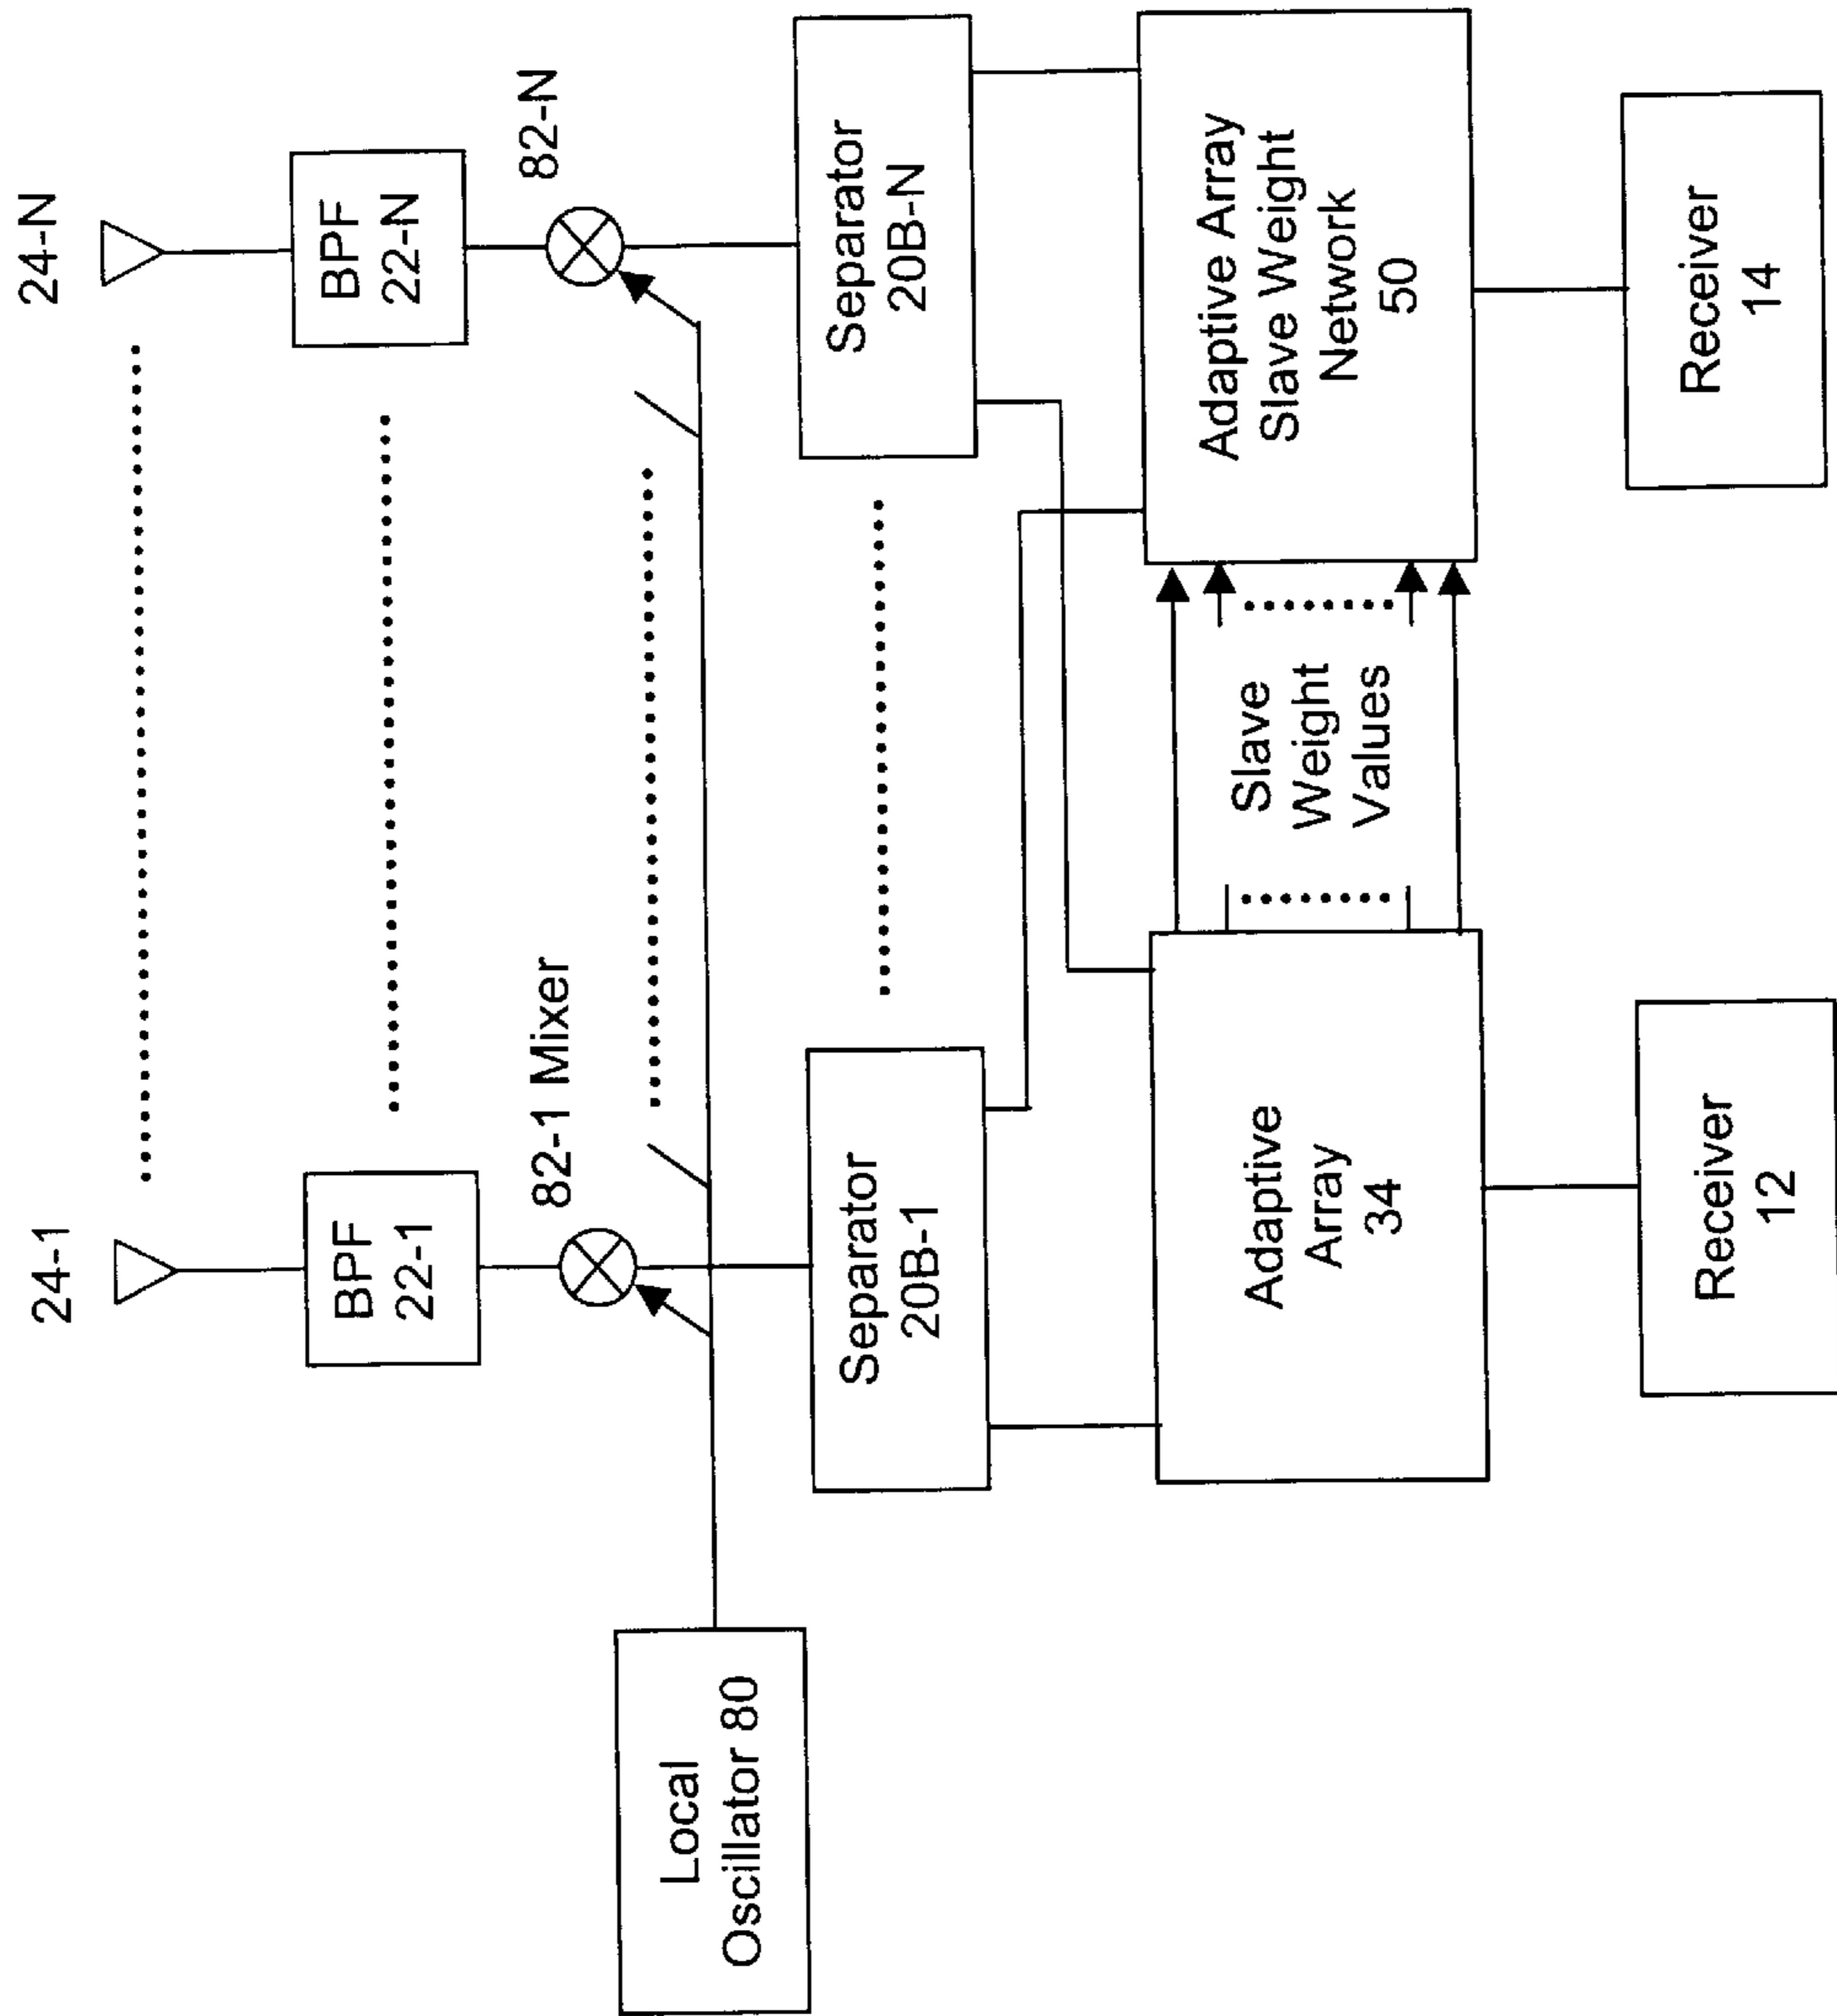 24-1
24-N
BPF
22-1
BPF
22-N
82-1 Mixer
82-N
Local
Oscillator 80
Separator
20B-1
Separator
20B-N
Adaptive
Array
34
Slave
Weight
Values
Adaptive Array
Slave Weight
Network
50
Receiver
12
Receiver
14